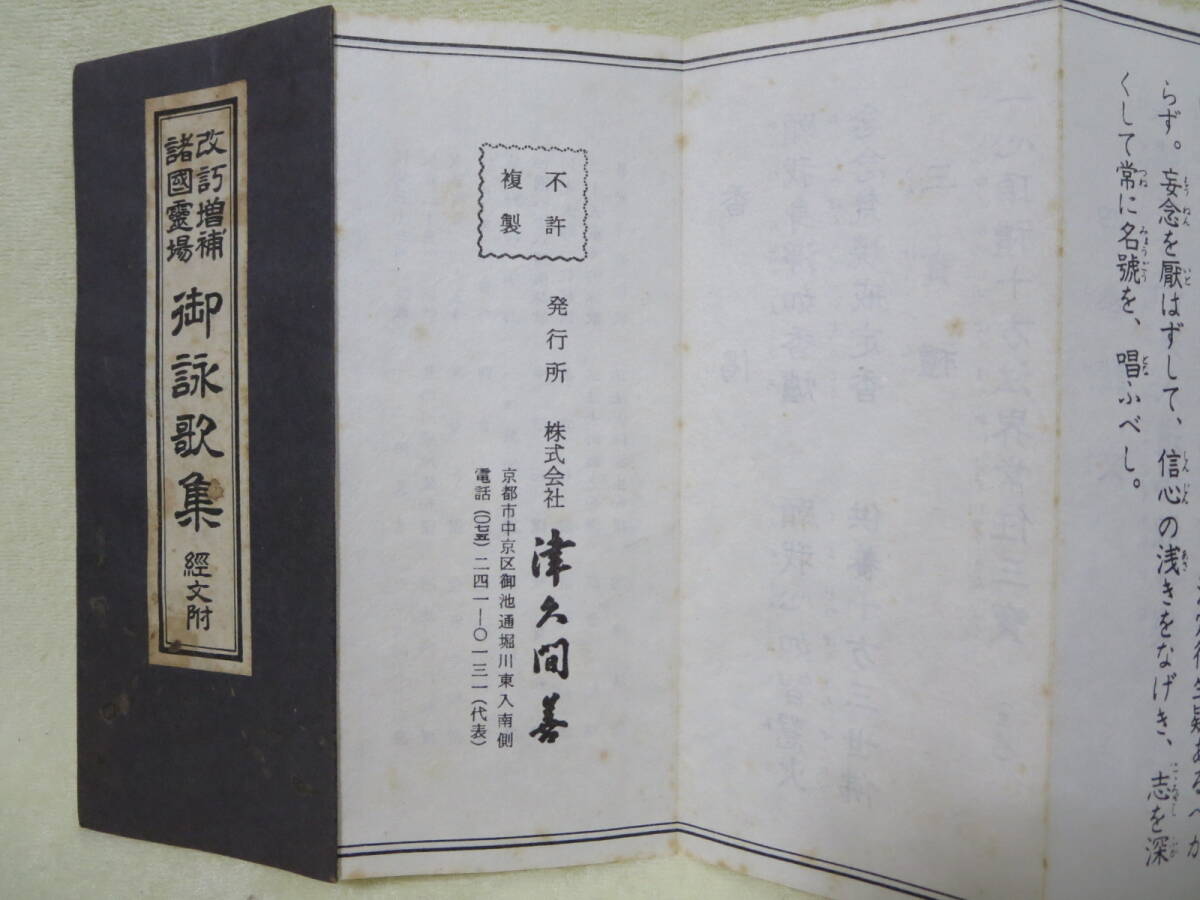 らず。妄念を厭はずして、信心の浅きをなげき、志を深
くして常に名號を、唱ふべし。
不許
複製
発行所 株式会社 津久間善
京都市中京区御池通堀川東入南側
電話(〇七五)二四一―〇一三一(代表)
改訂増補
諸國霊場
御詠歌集
經文附